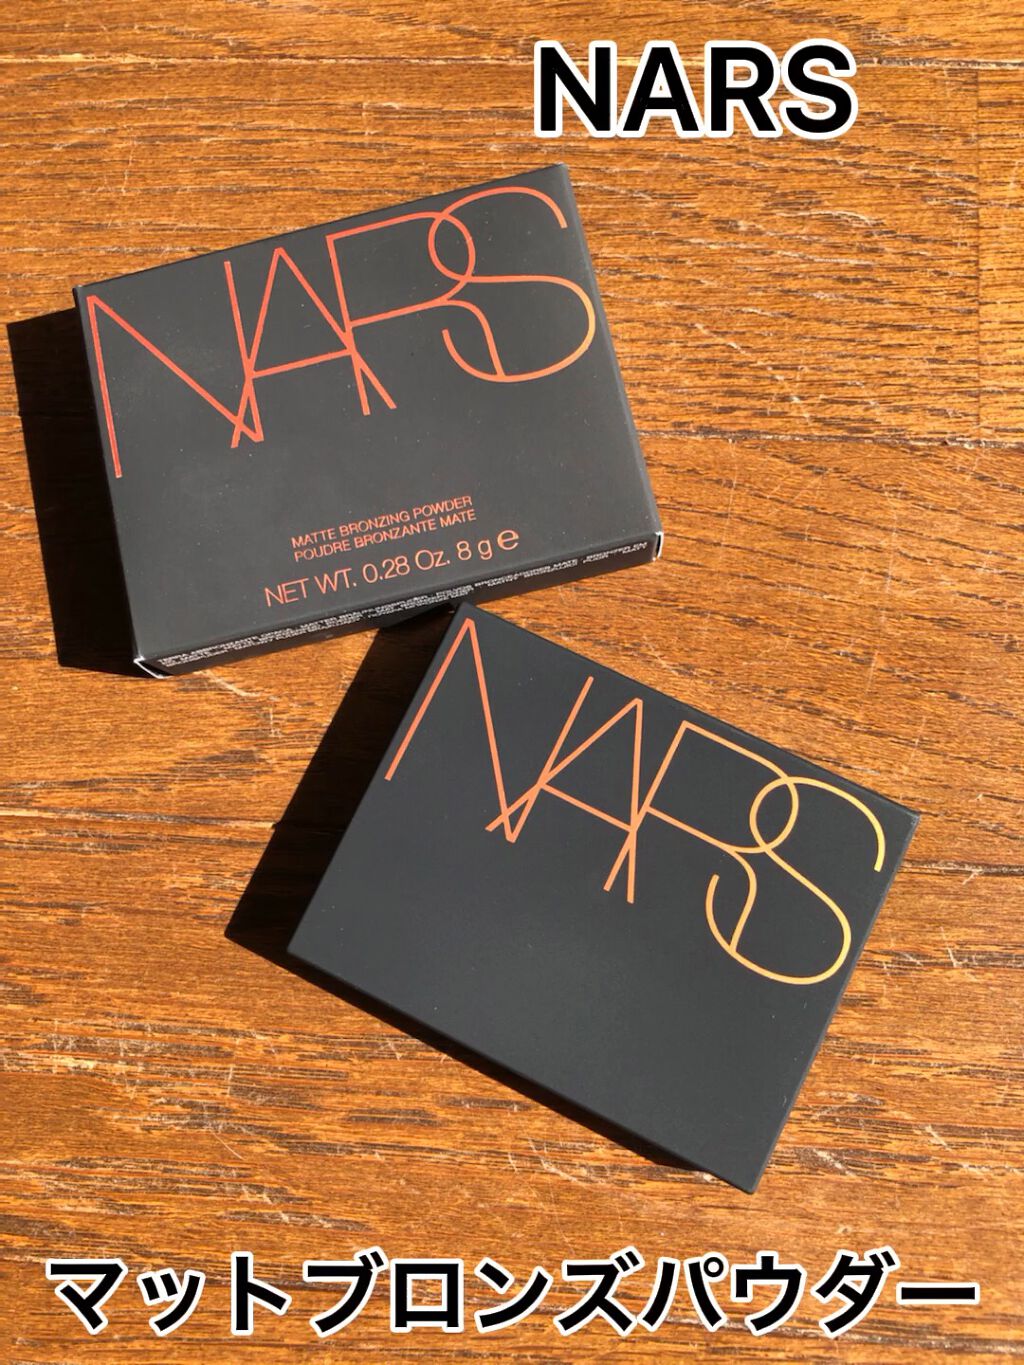 NARS
NARS
MATTE BRONZING POWDER
POUDRE BRONZANTE MATE
NET WT. 0.28 Oz. 8 g e
NARS
マットブロンズパウダー